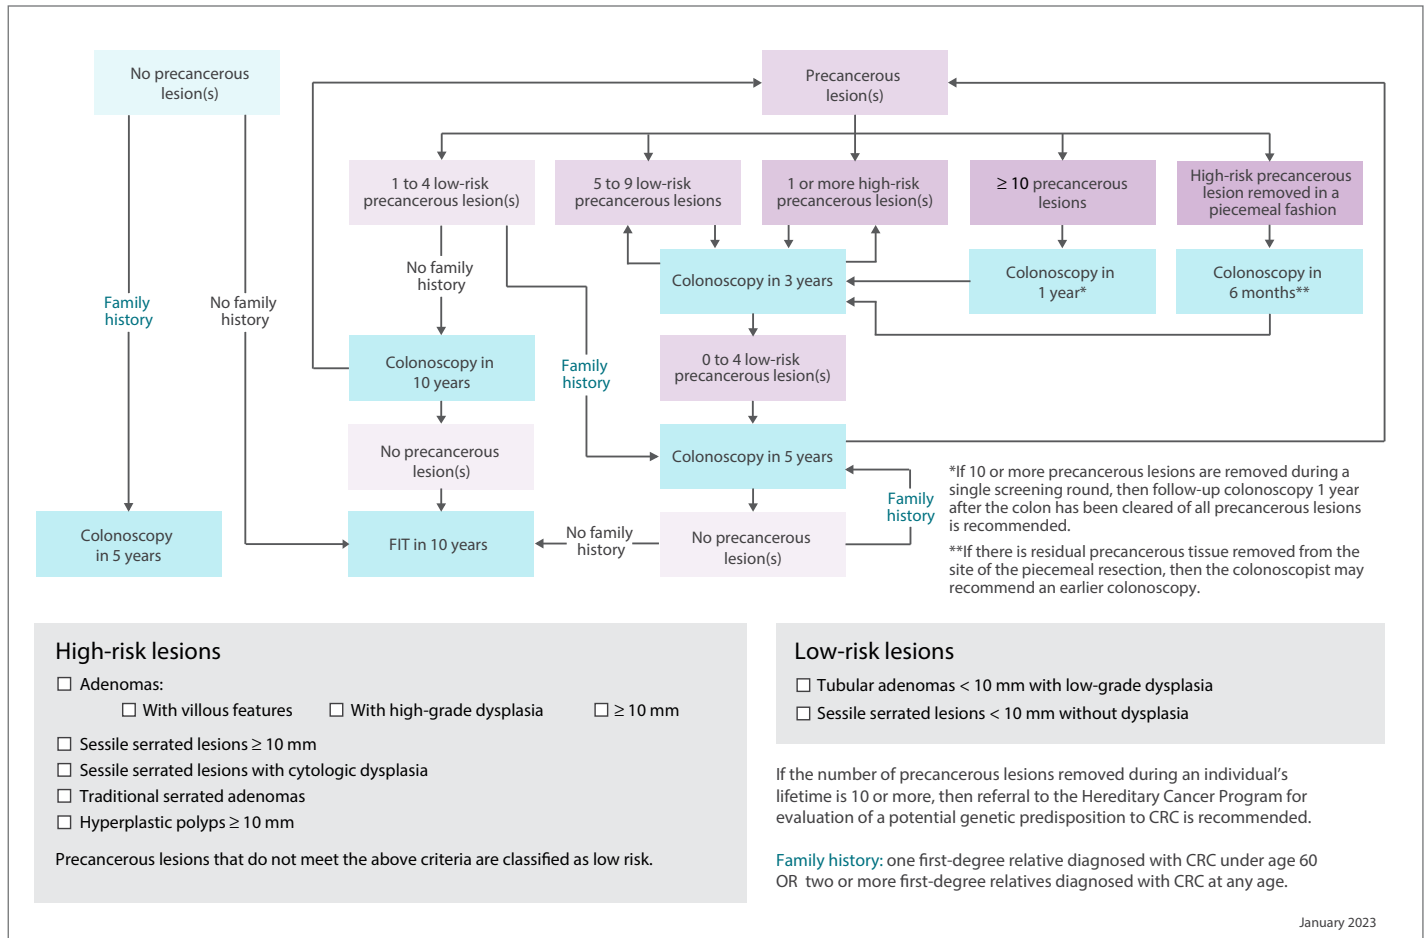 No precancerous
lesion(s)
Precancerous
lesion(s)
1 to 4 low-risk
precancerous lesion(s)
5 to 9 low-risk
precancerous lesions
1 or more high-risk
precancerous lesion(s)
≥ 10 precancerous
lesions
High-risk precancerous
lesion removed in a
piecemeal fashion
Family
history
No family
history
No family
history
Colonoscopy in 3 years
Colonoscopy in
1 year*
Colonoscopy in
6 months**
Colonoscopy in
10 years
Family
history
0 to 4 low-risk
precancerous lesion(s)
No precancerous
lesion(s)
Colonoscopy in 5 years
Colonoscopy
in 5 years
FIT in 10 years
No family
history
No precancerous
lesion(s)
Family
history
*If 10 or more precancerous lesions are removed during a
single screening round, then follow-up colonoscopy 1 year
after the colon has been cleared of all precancerous lesions
is recommended.
**If there is residual precancerous tissue removed from the
site of the piecemeal resection, then the colonoscopist may
recommend an earlier colonoscopy.
High-risk lesions
☐ Adenomas:
☐ With villous features ☐ With high-grade dysplasia ☐ ≥ 10 mm
☐ Sessile serrated lesions ≥ 10 mm
☐ Sessile serrated lesions with cytologic dysplasia
☐ Traditional serrated adenomas
☐ Hyperplastic polyps ≥ 10 mm
Precancerous lesions that do not meet the above criteria are classified as low risk.
Low-risk lesions
☐ Tubular adenomas < 10 mm with low-grade dysplasia
☐ Sessile serrated lesions < 10 mm without dysplasia
If the number of precancerous lesions removed during an individual's
lifetime is 10 or more, then referral to the Hereditary Cancer Program for
evaluation of a potential genetic predisposition to CRC is recommended.
Family history: one first-degree relative diagnosed with CRC under age 60
OR two or more first-degree relatives diagnosed with CRC at any age.
January 2023